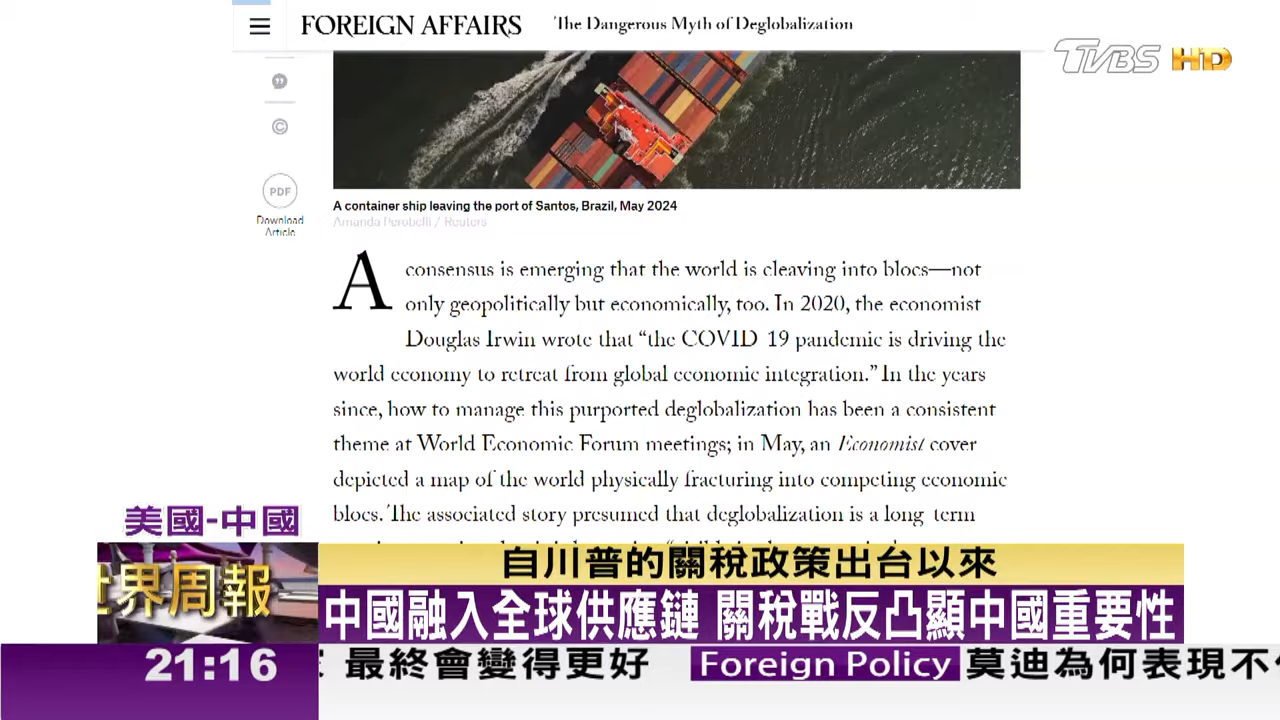 FOREIGN AFFAIRS The Dangerous Myth of Deglobalization
TVBS HD
PDF
Download
Article
A container ship leaving the port of Santos, Brazil, May 2024
Amanda Perobelli / Reuters
A consensus is emerging that the world is cleaving into blocs—not
only geopolitically but economically, too. In 2020, the economist
Douglas Irwin wrote that “the COVID 19 pandemic is driving the
world economy to retreat from global economic integration.” In the years
since, how to manage this purported deglobalization has been a consistent
theme at World Economic Forum meetings; in May, an Economist cover
depicted a map of the world physically fracturing into competing economic
blocs. The associated story presumed that deglobalization is a long term
美國-中國
世界周報
自川普的關稅政策出台以來
中國融入全球供應鏈 關稅戰反凸顯中國重要性
21:16
最終會變得更好 Foreign Policy 莫迪為何表現不